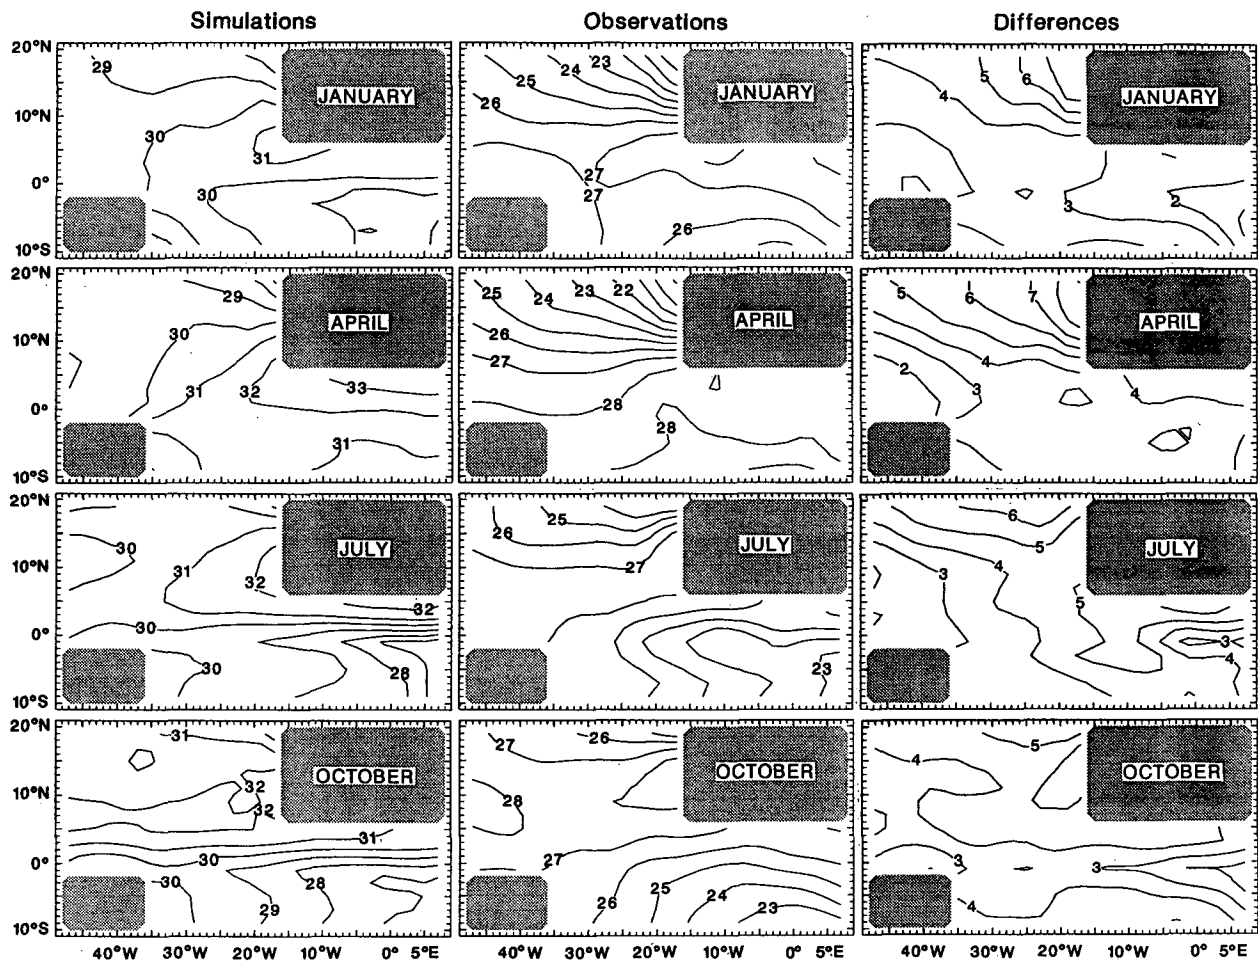 Simulations Observations Differences
20°N
29 23 24 25 5 6
JANUARY JANUARY JANUARY
26 4
10°N
30 31 27
0° 30 27 3 2
26
10°S
20°N
29 25 24 23 22 5 6 7
APRIL APRIL APRIL
30 26
10°N
31 32 33 27 2 3 4 4
0° 28
28
31
10°S
20°N
26 25 6
30 JULY JULY 5 JULY
10°N
31 32 27 3 4
32 5
0° 30
30 28 23 3
4
10°S
20°N
31 27 26 5
4
OCTOBER OCTOBER OCTOBER
10°N
32 28
32
31
0° 30 27 3 3
30 28 25 24
29 26 23 4
10°S
40°W 30°W 20°W 10°W 0° 5°E 40°W 30°W 20°W 10°W 0° 5°E 40°W 30°W 20°W 10°W 0° 5°E